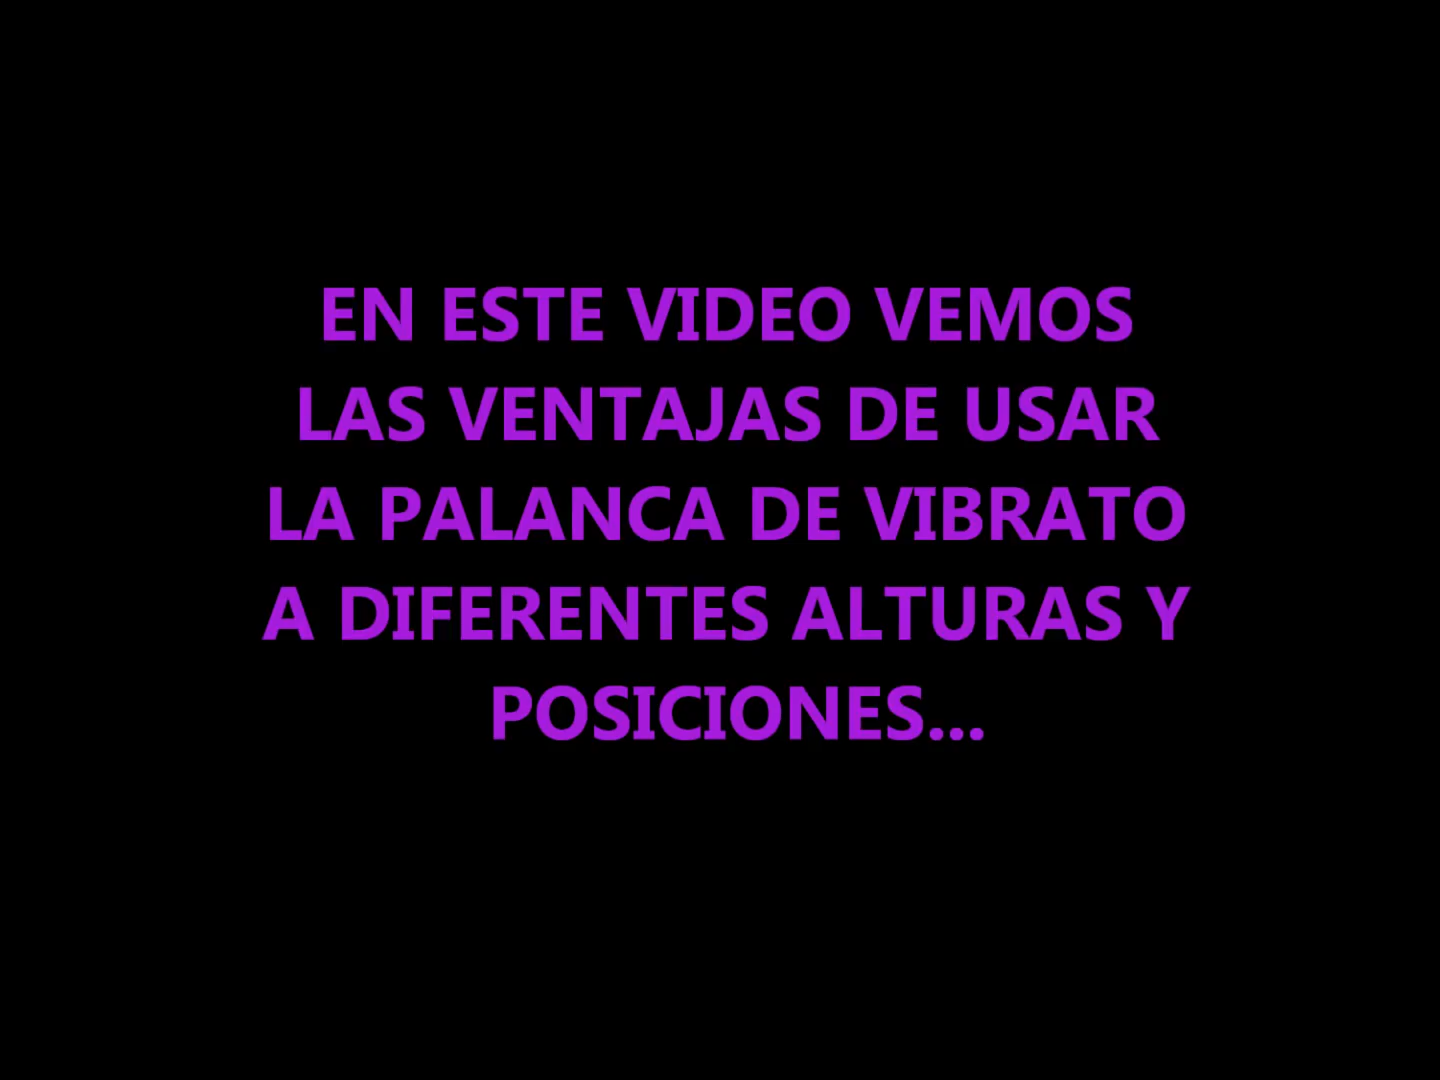 EN ESTE VIDEO VEMOS
LAS VENTAJAS DE USAR
LA PALANCA DE VIBRATO
A DIFERENTES ALTURAS Y
POSICIONES...